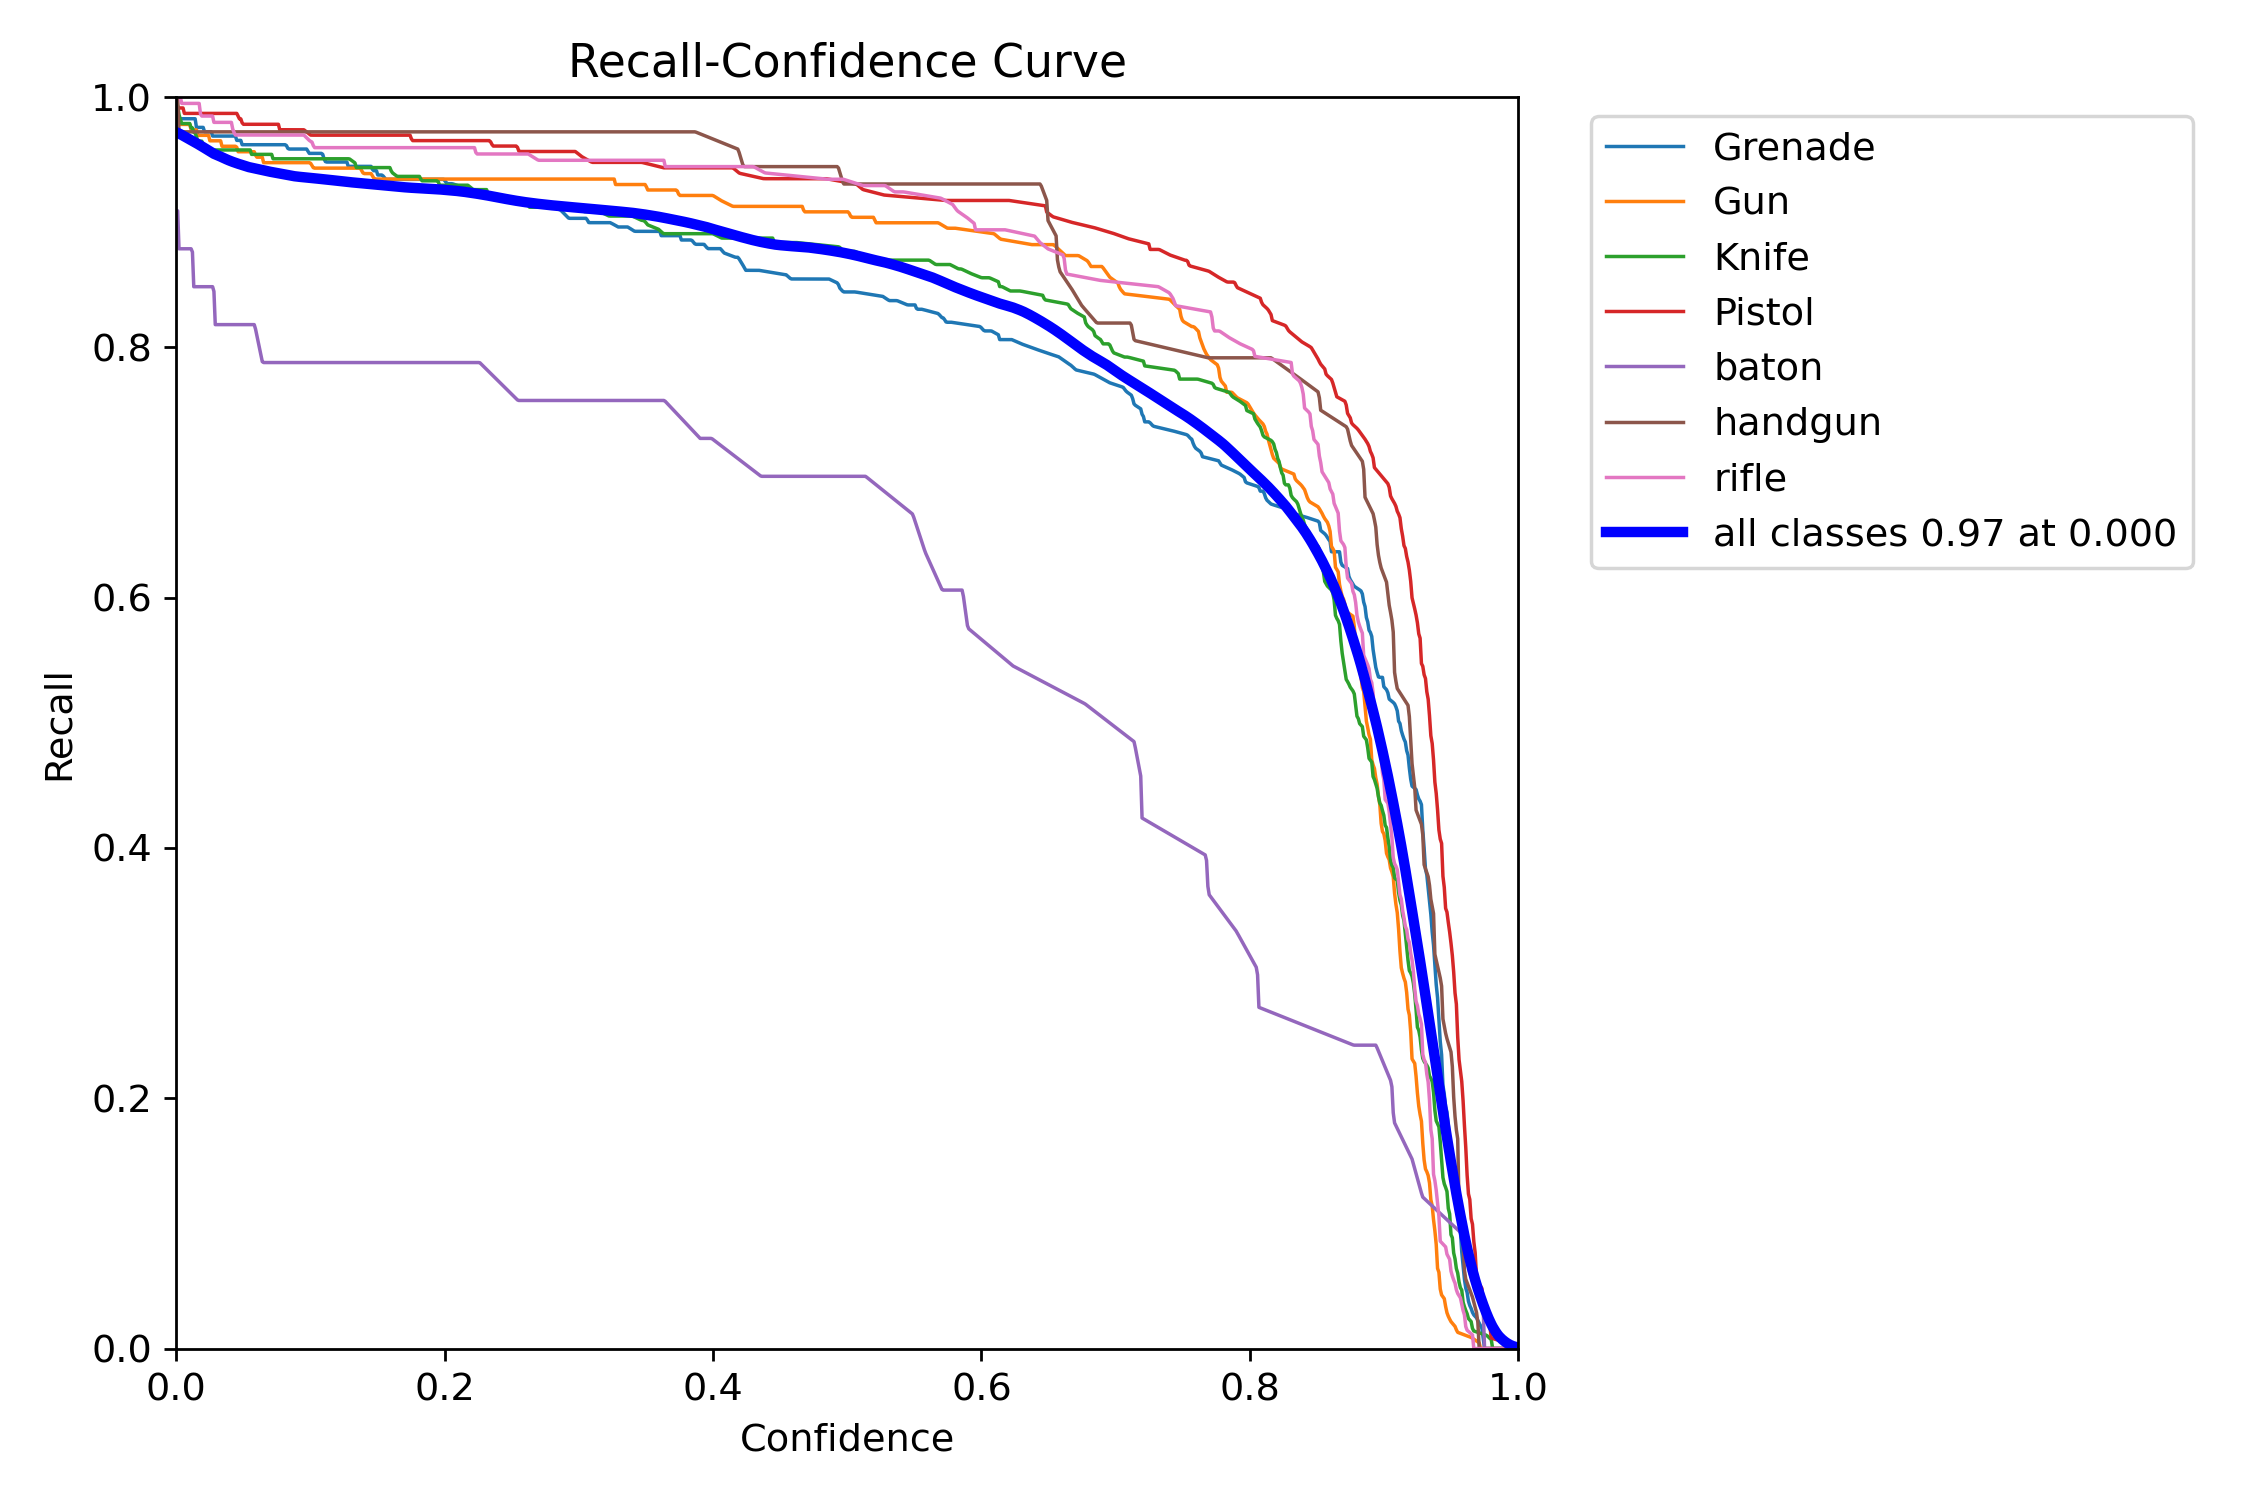 Recall-Confidence Curve
1.0
0.8
0.6
0.4
0.2
0.0
Recall
0.0 0.2 0.4 0.6 0.8 1.0
Confidence
Grenade
Gun
Knife
Pistol
baton
handgun
rifle
all classes 0.97 at 0.000